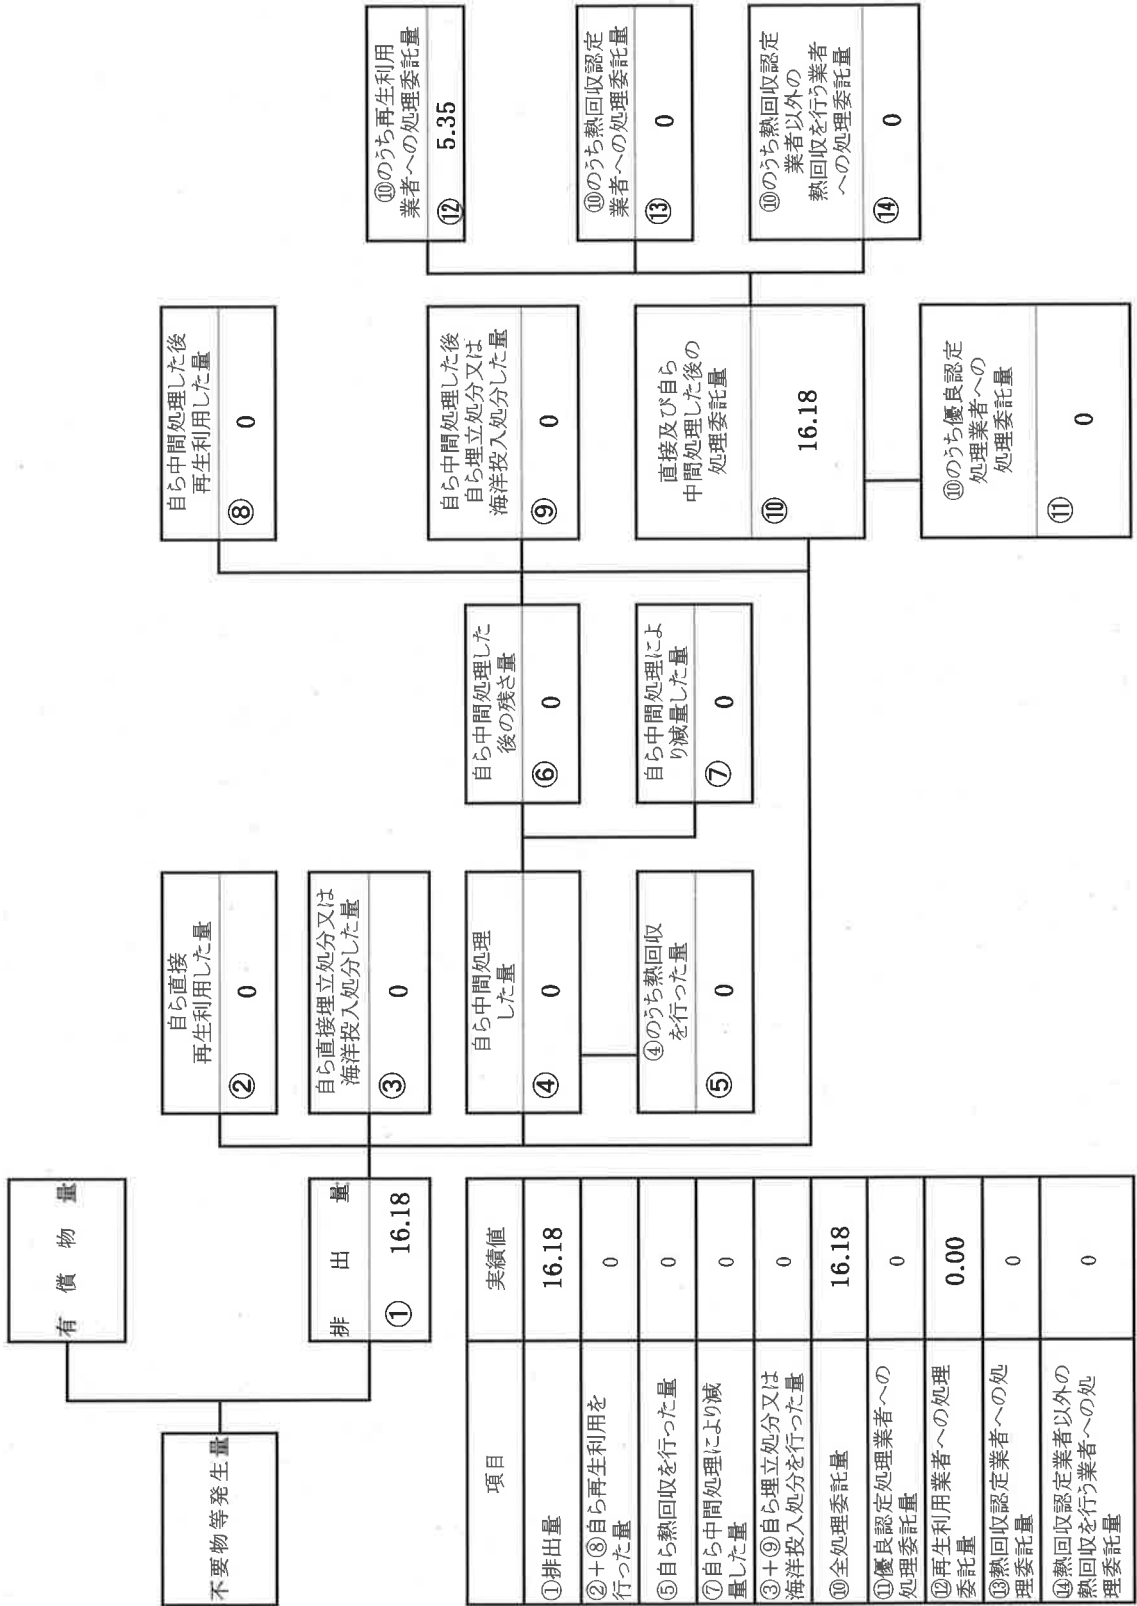 不要物等発生量
有償物量
排出量
① 16.18
自ら直接
再生利用した量
② 0
自ら直接埋立処分又は
海洋投入処分した量
③ 0
自ら中間処理
した量
④ 0
④のうち熱回収
を行った量
⑤ 0
自ら中間処理した
後の残さ量
⑥ 0
自ら中間処理によ
り減量した量
⑦ 0
自ら中間処理した後
再生利用した量
⑧ 0
自ら中間処理した後
自ら埋立処分又は
海洋投入処分した量
⑨ 0
直接及び自ら
中間処理した後の
処理委託量
⑩ 16.18
⑩のうち優良認定
処理業者への
処理委託量
⑪ 0
⑩のうち再生利用
業者への処理委託量
⑫ 5.35
⑩のうち熱回収認定
業者への処理委託量
⑬ 0
⑩のうち熱回収認定
業者以外の
熱回収を行う業者
への処理委託量
⑭ 0
項目 実績値
①排出量 16.18
②+⑧自ら再生利用を
行った量 0
⑤自ら熱回収を行った量 0
⑦自ら中間処理により減
量した量 0
③+⑨自ら埋立処分又は
海洋投入処分を行った量 0
⑩全処理委託量 16.18
⑪優良認定処理業者への
処理委託量 0
⑫再生利用業者への処理
委託量 0.00
⑬熱回収認定業者への処
理委託量 0
⑭熱回収認定業者以外の
熱回収を行う業者への処
理委託量 0